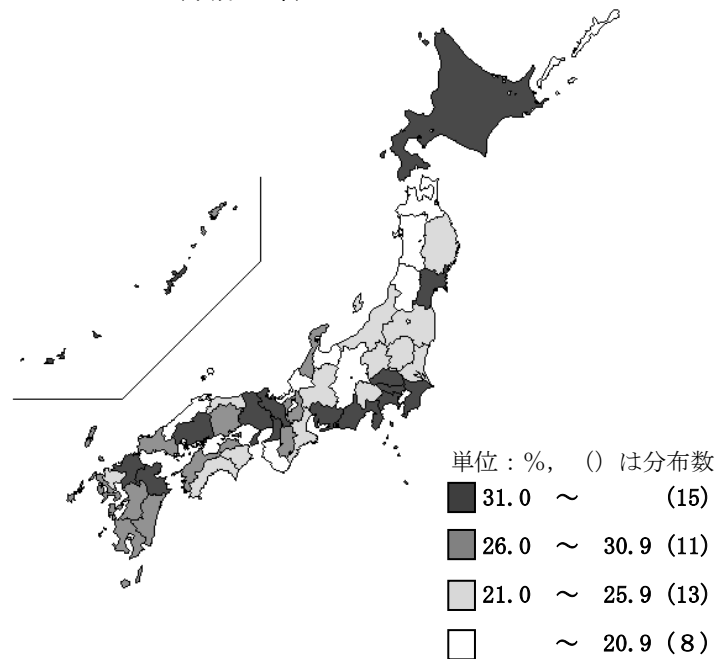 単位：％， （）は分布数
31.0 ～ (15)
26.0 ～ 30.9 (11)
21.0 ～ 25.9 (13)
～ 20.9 (８)